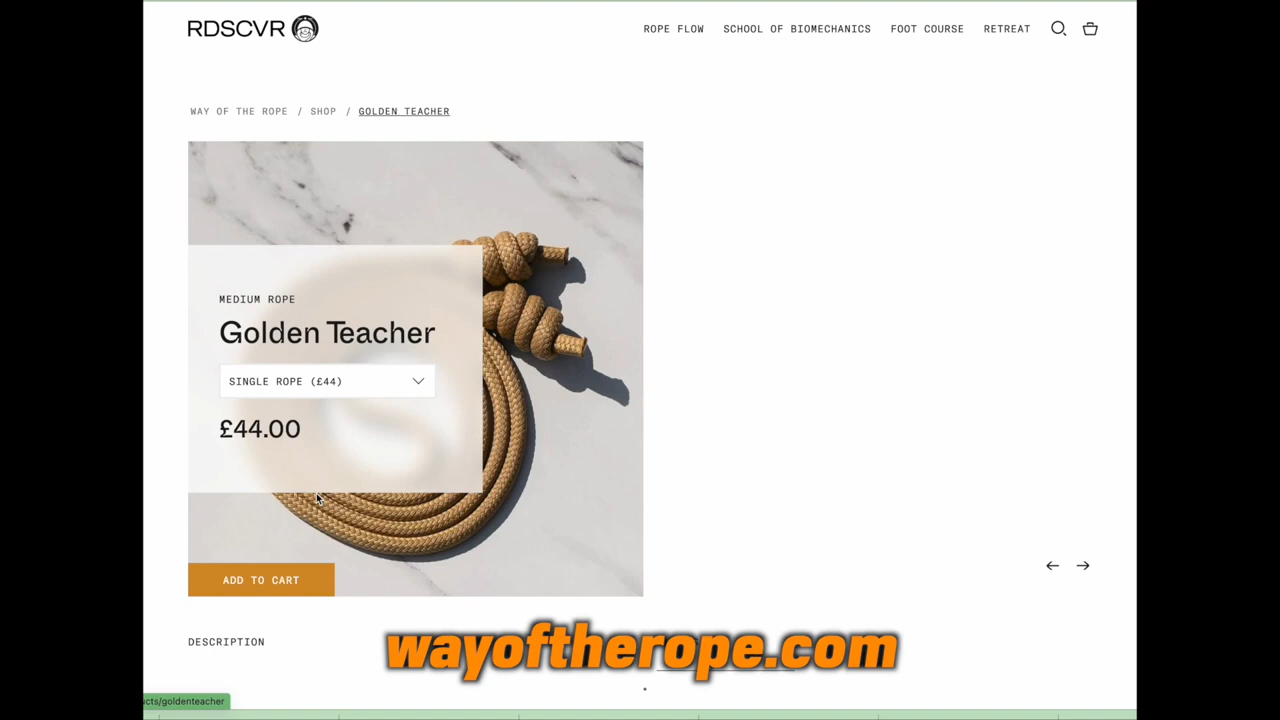 RDSCVR
ROPE FLOW SCHOOL OF BIOMECHANICS FOOT COURSE RETREAT
WAY OF THE ROPE / SHOP / GOLDEN TEACHER
MEDIUM ROPE
Golden Teacher
SINGLE ROPE (£44)
£44.00
ADD TO CART
DESCRIPTION
wayoftherope.com
ucts/goldenteacher